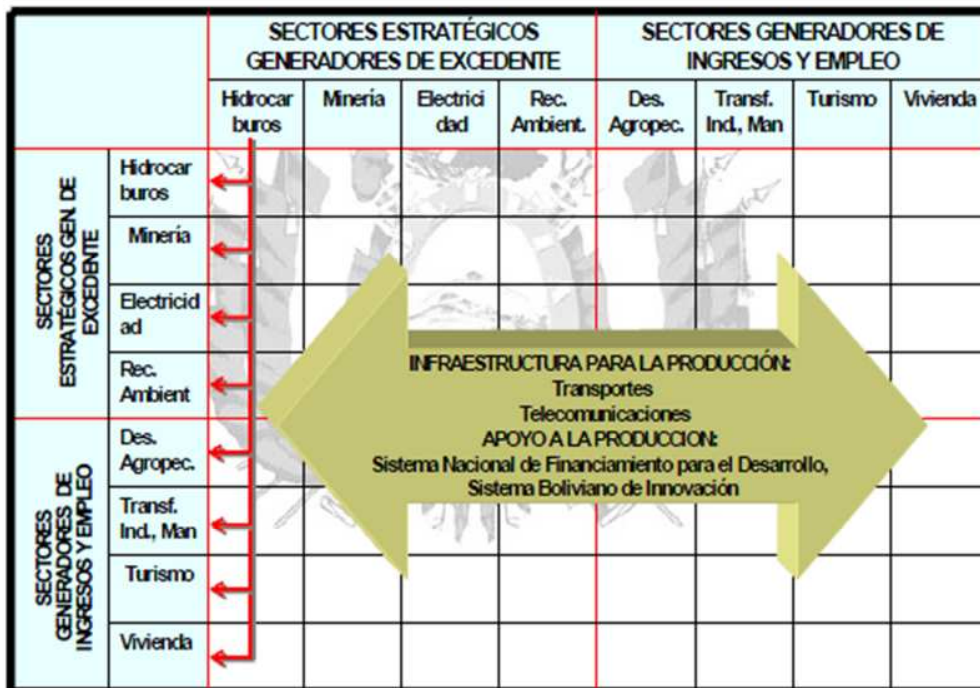 SECTORES ESTRATÉGICOS
GENERADORES DE EXCEDENTE
SECTORES GENERADORES DE
INGRESOS Y EMPLEO
Hidrocar
buros
Minería
Electrici
dad
Rec.
Ambient.
Des.
Agropec.
Transf.
Ind., Man
Turismo
Vivienda
SECTORES
ESTRATÉGICOS GEN. DE
EXCEDENTE
Hidrocar
buros
Minería
Electricid
ad
Rec.
Ambient
SECTORES
GENERADORES DE
INGRESOS Y EMPLEO
Des.
Agropec.
Transf.
Ind., Man
Turismo
Vivienda
INFRAESTRUCTURA PARA LA PRODUCCIÓN:
Transportes
Telecomunicaciones
APOYO A LA PRODUCCION:
Sistema Nacional de Financiamiento para el Desarrollo,
Sistema Boliviano de Innovación